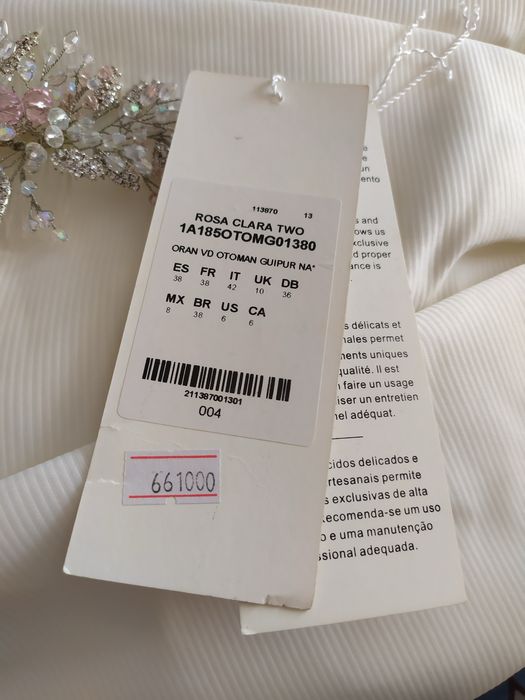 113870 13
ROSA CLARA TWO
1A185OTOMG01380
ORAN VD OTOMAN GUIPUR NA*
ES FR IT UK DB
38 38 42 10 36
MX BR US CA
8 38 6 6
211387001301
004
661000
s and
ows us
xclusive
d proper
ance is
s délicats et
nales permet
ments uniques
qualité. Il est
faire un usage
iser un entretien
nel adéquat.
cidos delicados e
rtesanais permite
s exclusivas de alta
Recomenda-se um uso
o e uma manutenção
ssional adequada.